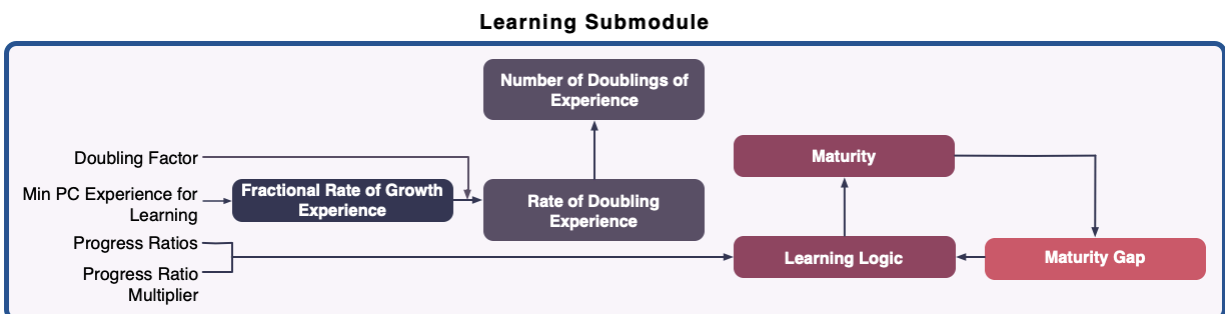 Learning Submodule
Number of Doublings of
Experience
Doubling Factor
Maturity
Min PC Experience for
Learning
Fractional Rate of Growth
Experience
Rate of Doubling
Experience
Progress Ratios
Progress Ratio
Multiplier
Learning Logic
Maturity Gap